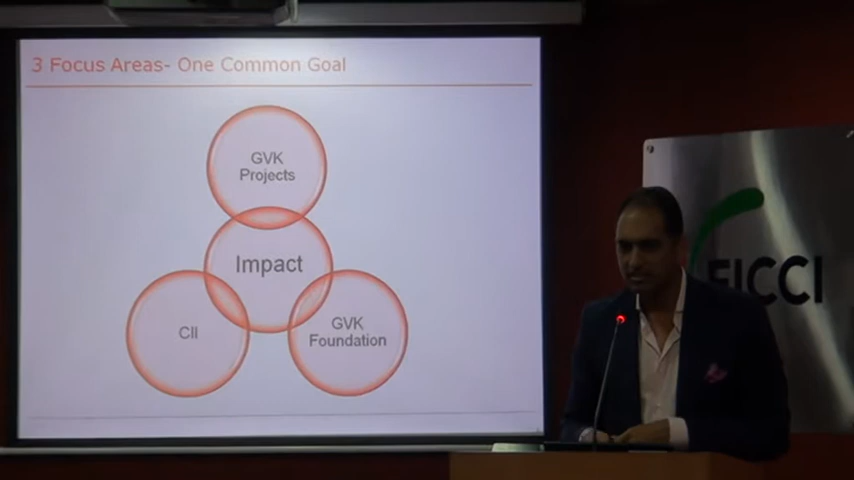 3 Focus Areas- One Common Goal
GVK
Projects
Impact
CII
GVK
Foundation
FICCI